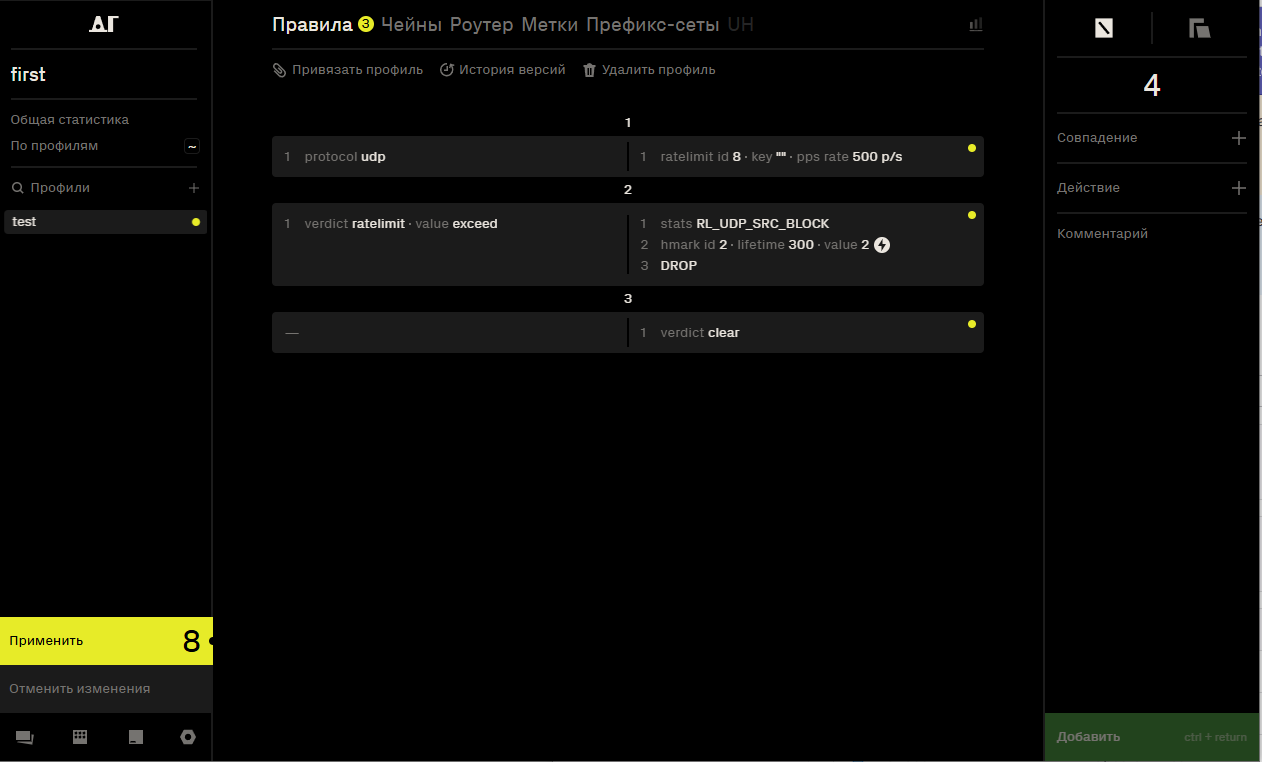 ДГ
first
Общая статистика
По профилям ~
Профили +
test
Применить 8
Отменить изменения
Правила 3 Чейны Роутер Метки Префикс-сеты UH
Привязать профиль История версий Удалить профиль
1
1 protocol udp 1 ratelimit id 8 · key "" · pps rate 500 p/s
2
1 verdict ratelimit · value exceed 1 stats RL_UDP_SRC_BLOCK
2 hmark id 2 · lifetime 300 · value 2
3 DROP
3
— 1 verdict clear
4
Совпадение +
Действие +
Комментарий
Добавить ctrl + return